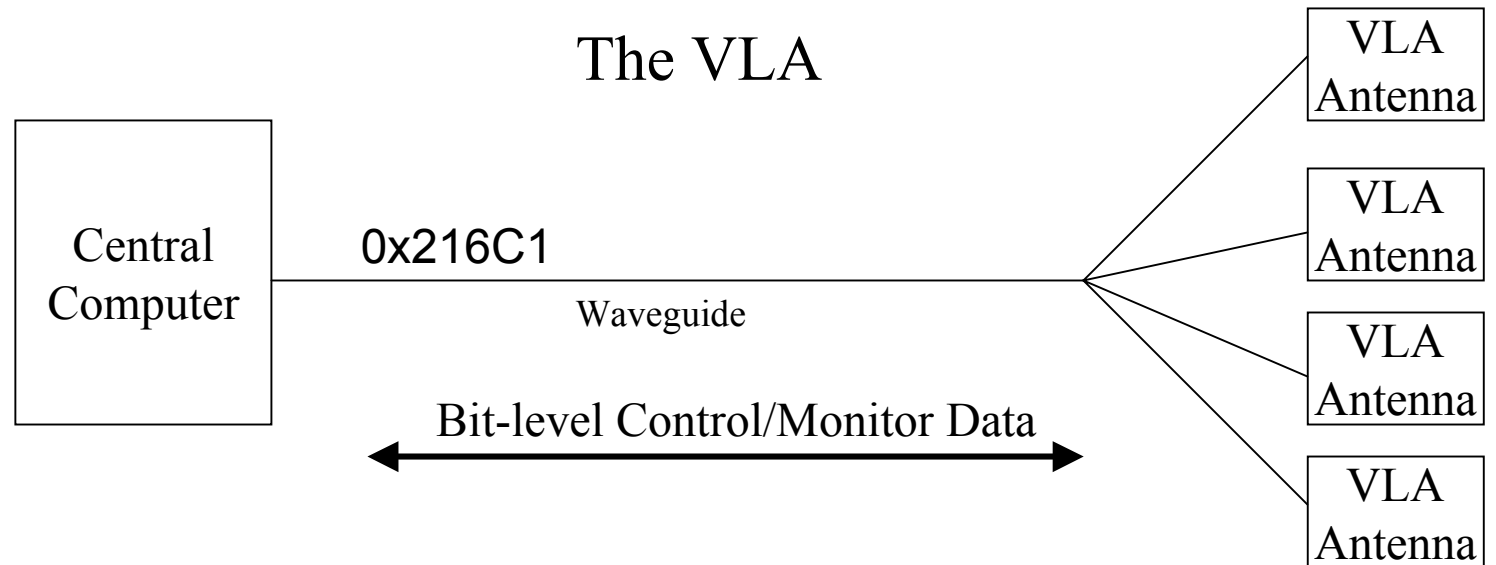 The VLA
Central
Computer
0x216C1
Waveguide
Bit-level Control/Monitor Data
VLA
Antenna
VLA
Antenna
VLA
Antenna
VLA
Antenna